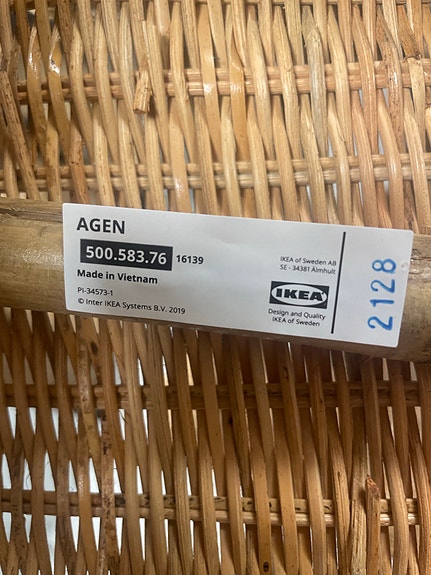 AGEN
500.583.76 16139
Made in Vietnam
PI-34573-1
© Inter IKEA Systems B.V. 2019
IKEA of Sweden AB
SE - 34381 Älmhult
IKEA
Design and Quality
IKEA of Sweden
2128